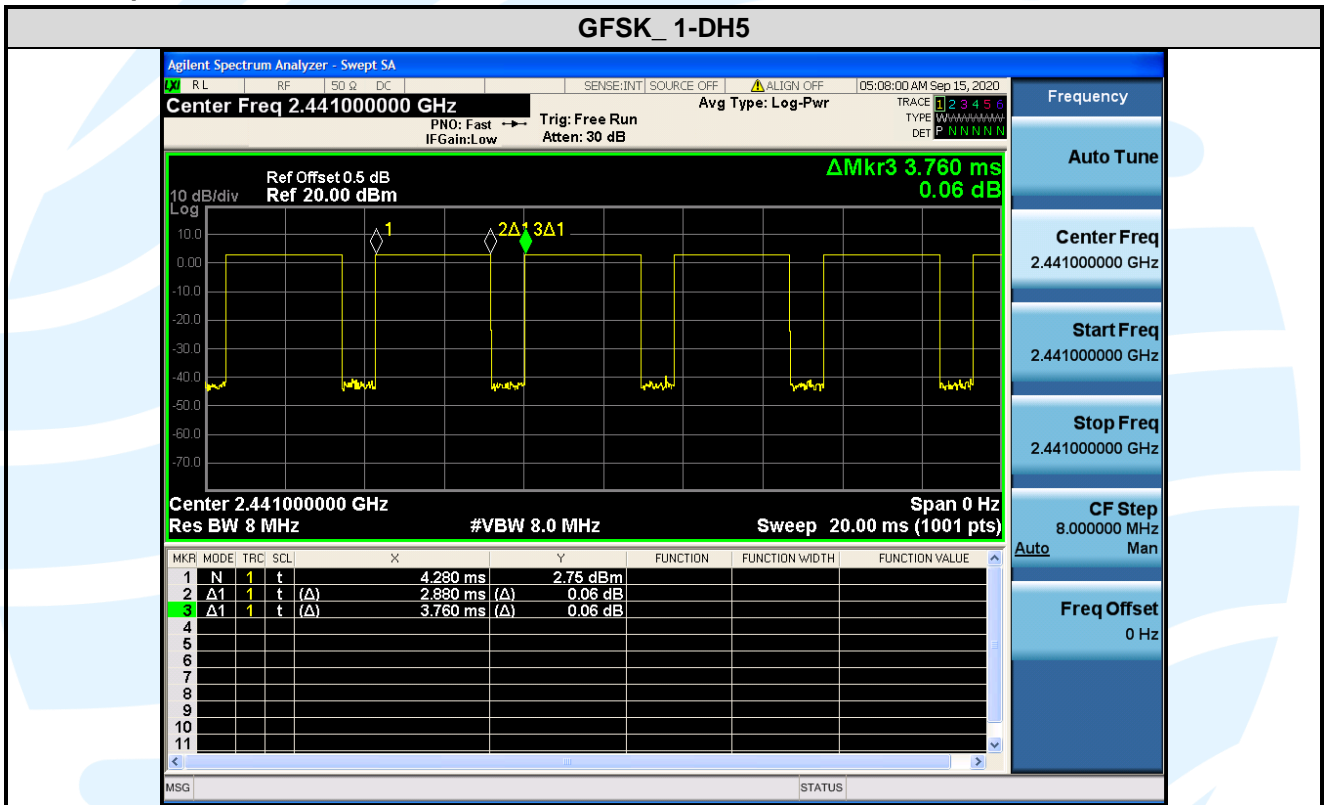 GFSK_ 1-DH5
Agilent Spectrum Analyzer - Swept SA
LXI RL RF 50 Ω DC SENSE:INT SOURCE OFF ALIGN OFF 05:08:00 AM Sep 15, 2020
Center Freq 2.441000000 GHz
PNO: Fast
IFGain:Low
Trig: Free Run
Atten: 30 dB
Avg Type: Log-Pwr
TRACE 1 2 3 4 5 6
TYPE WWWWWW
DET P N N N N N
Frequency
Auto Tune
Center Freq
2.441000000 GHz
Start Freq
2.441000000 GHz
Stop Freq
2.441000000 GHz
CF Step
8.000000 MHz
Auto Man
Freq Offset
0 Hz
ΔMkr3 3.760 ms
0.06 dB
Ref Offset 0.5 dB
10 dB/div Ref 20.00 dBm
Log
1 2Δ1 3Δ1
10.0
0.00
-10.0
-20.0
-30.0
-40.0
-50.0
-60.0
-70.0
Center 2.441000000 GHz Span 0 Hz
Res BW 8 MHz #VBW 8.0 MHz Sweep 20.00 ms (1001 pts)
MKR MODE TRC SCL X Y FUNCTION FUNCTION WIDTH FUNCTION VALUE
1 N 1 t 4.280 ms 2.75 dBm
2 Δ1 1 t (Δ) 2.880 ms (Δ) 0.06 dB
3 Δ1 1 t (Δ) 3.760 ms (Δ) 0.06 dB
4
5
6
7
8
9
10
11
MSG STATUS